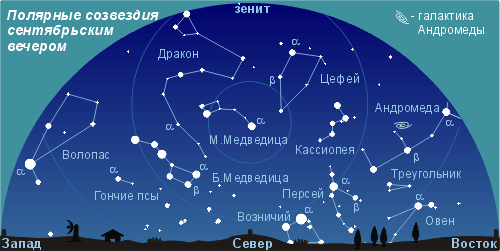 Полярные созвездия
сентябрьским
вечером
зенит
- галактика
Андромеды
Дракон
α
β
Цефей
Андромеда
α
М.Медведица
α
Кассиопея
α
β
Волопас
α
Б.Медведица
α
β
Гончие псы
α
Треугольник
Персей
α
β
Возничий
α
β
α
Овен
Запад
Север
Восток